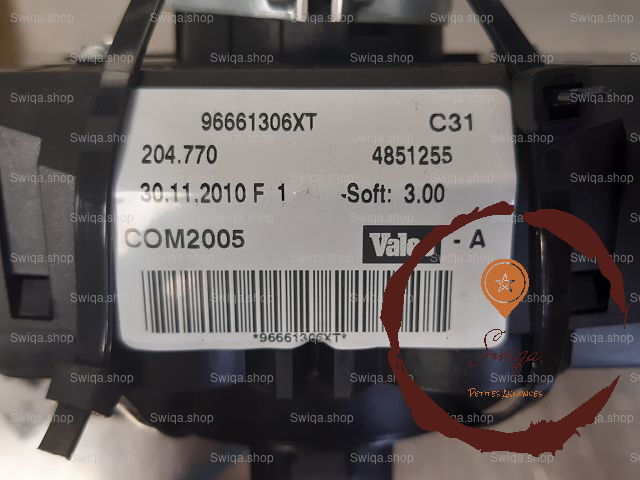 96661306XT C31
204.770 4851255
30.11.2010 F 1 -Soft: 3.00
COM2005 Valeo - A
*96661306XT*
Swiqa
PETITES ANNONCES
Swiqa.shop